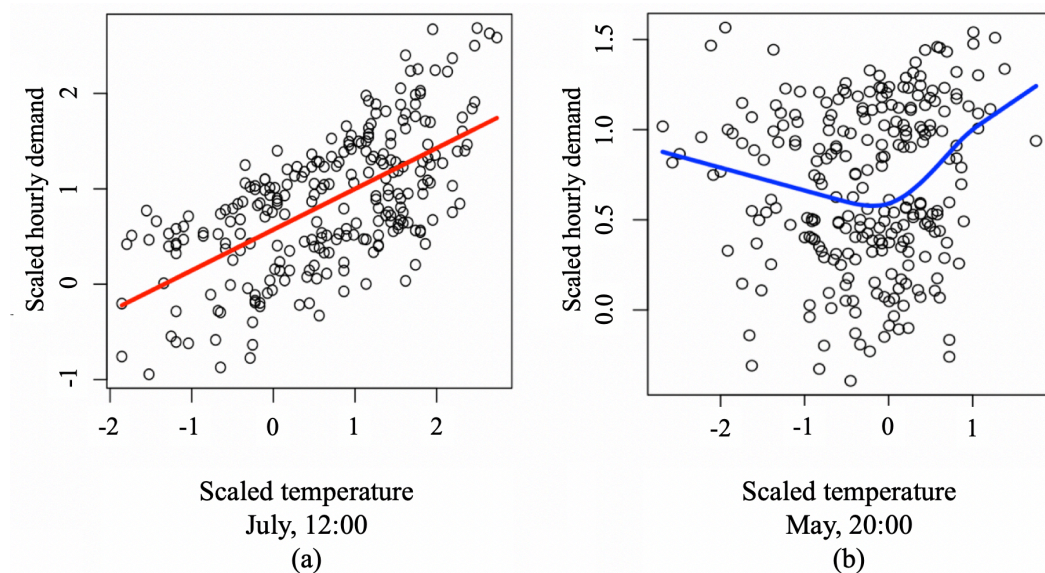 2
1
0
-1
-2
-1
0
1
2
Scaled hourly demand
Scaled temperature
July, 12:00
(a)
1.5
1.0
0.5
0.0
-2
-1
0
1
Scaled hourly demand
Scaled temperature
May, 20:00
(b)